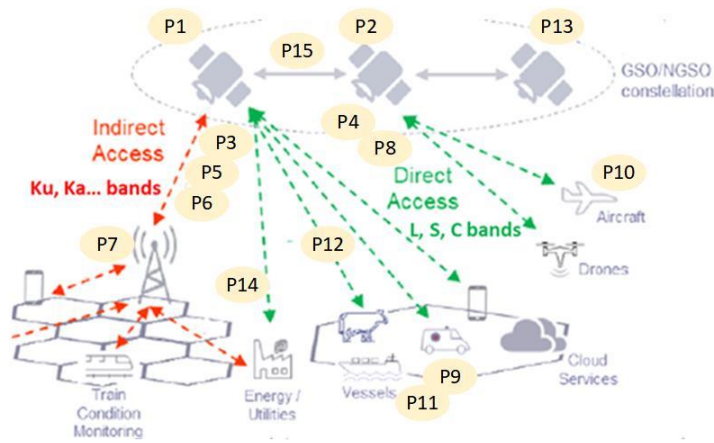 P1
P2
P13
P15
GSO/NGSO
constellation
Indirect
Access
P3
P4
P8
P5
Ku, Ka... bands
P6
Direct
Access
L, S, C bands
P10
Aircraft
P7
P12
Drones
P14
Train
Condition
Monitoring
Energy /
Utilities
Vessels
P9
P11
Cloud
Services